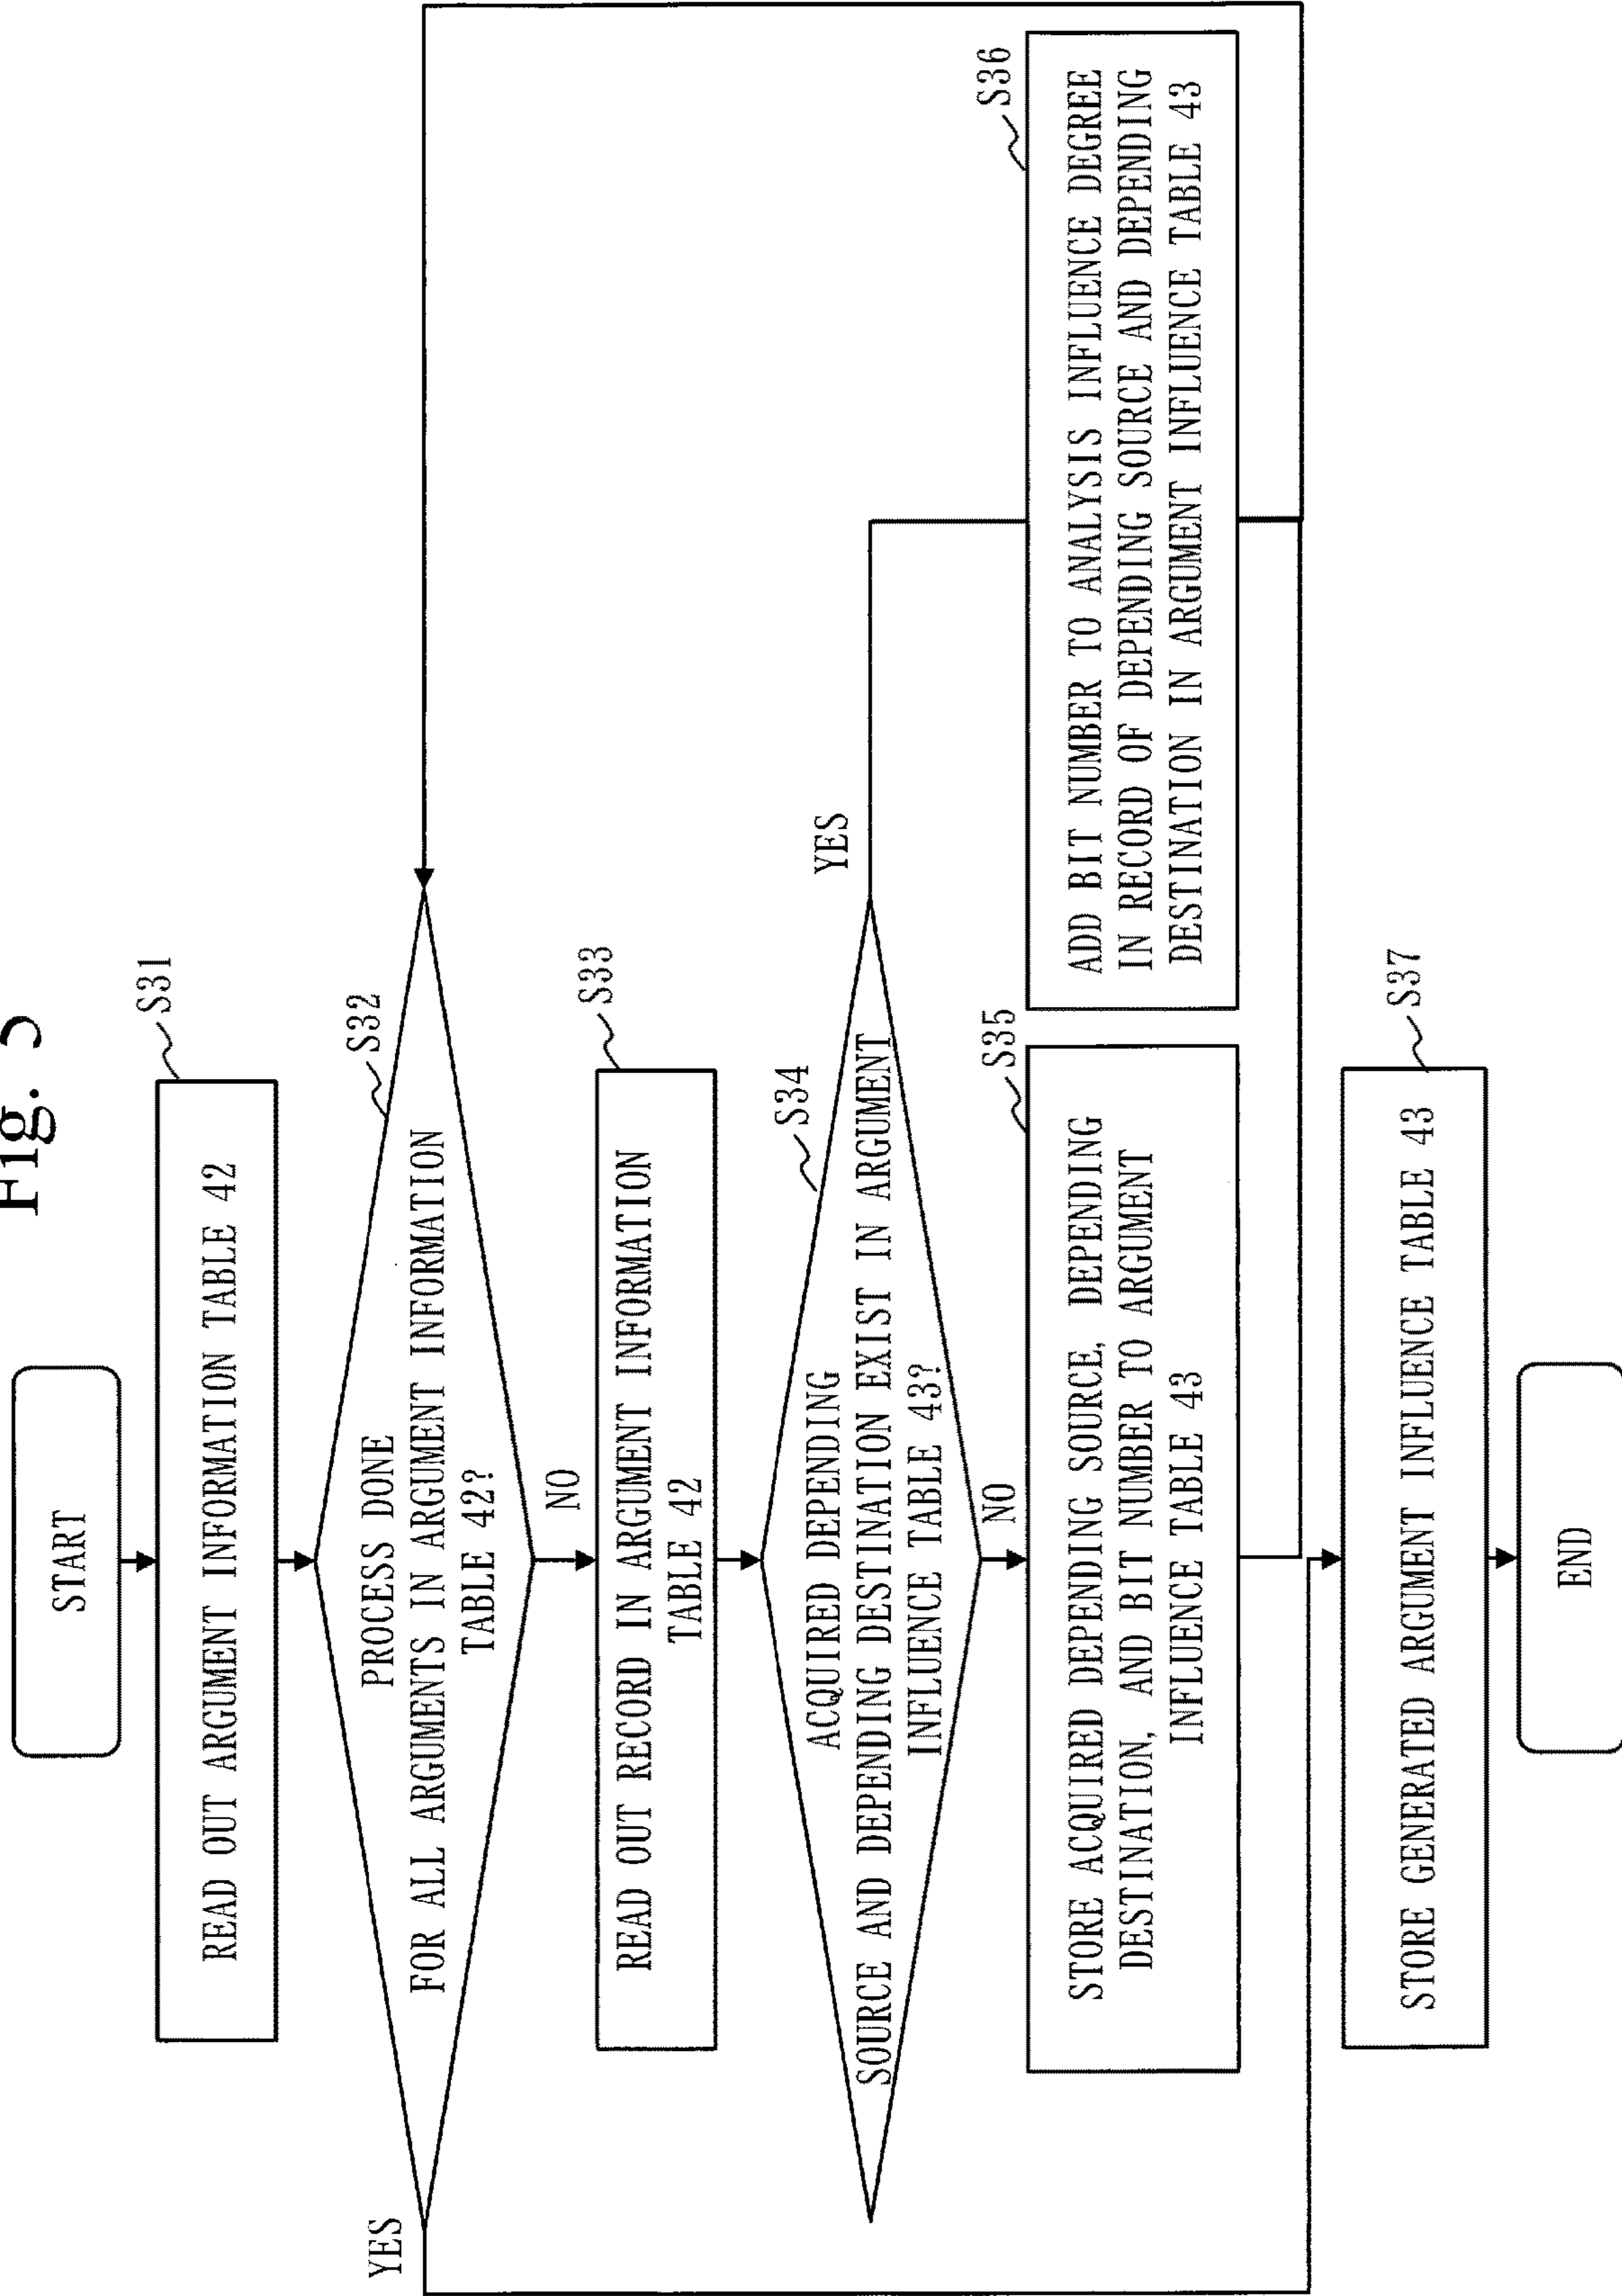 Fig. 5
START
S31
READ OUT ARGUMENT INFORMATION TABLE 42
S32
PROCESS DONE
FOR ALL ARGUMENTS IN ARGUMENT INFORMATION
TABLE 42?
YES
NO
S33
READ OUT RECORD IN ARGUMENT INFORMATION
TABLE 42
S34
ACQUIRED DEPENDING
SOURCE AND DEPENDING DESTINATION EXIST IN ARGUMENT
INFLUENCE TABLE 43?
YES
NO
S35
STORE ACQUIRED DEPENDING SOURCE, DEPENDING
DESTINATION, AND BIT NUMBER TO ARGUMENT
INFLUENCE TABLE 43
S36
ADD BIT NUMBER TO ANALYSIS INFLUENCE DEGREE
IN RECORD OF DEPENDING SOURCE AND DEPENDING
DESTINATION IN ARGUMENT INFLUENCE TABLE 43
S37
STORE GENERATED ARGUMENT INFLUENCE TABLE 43
END